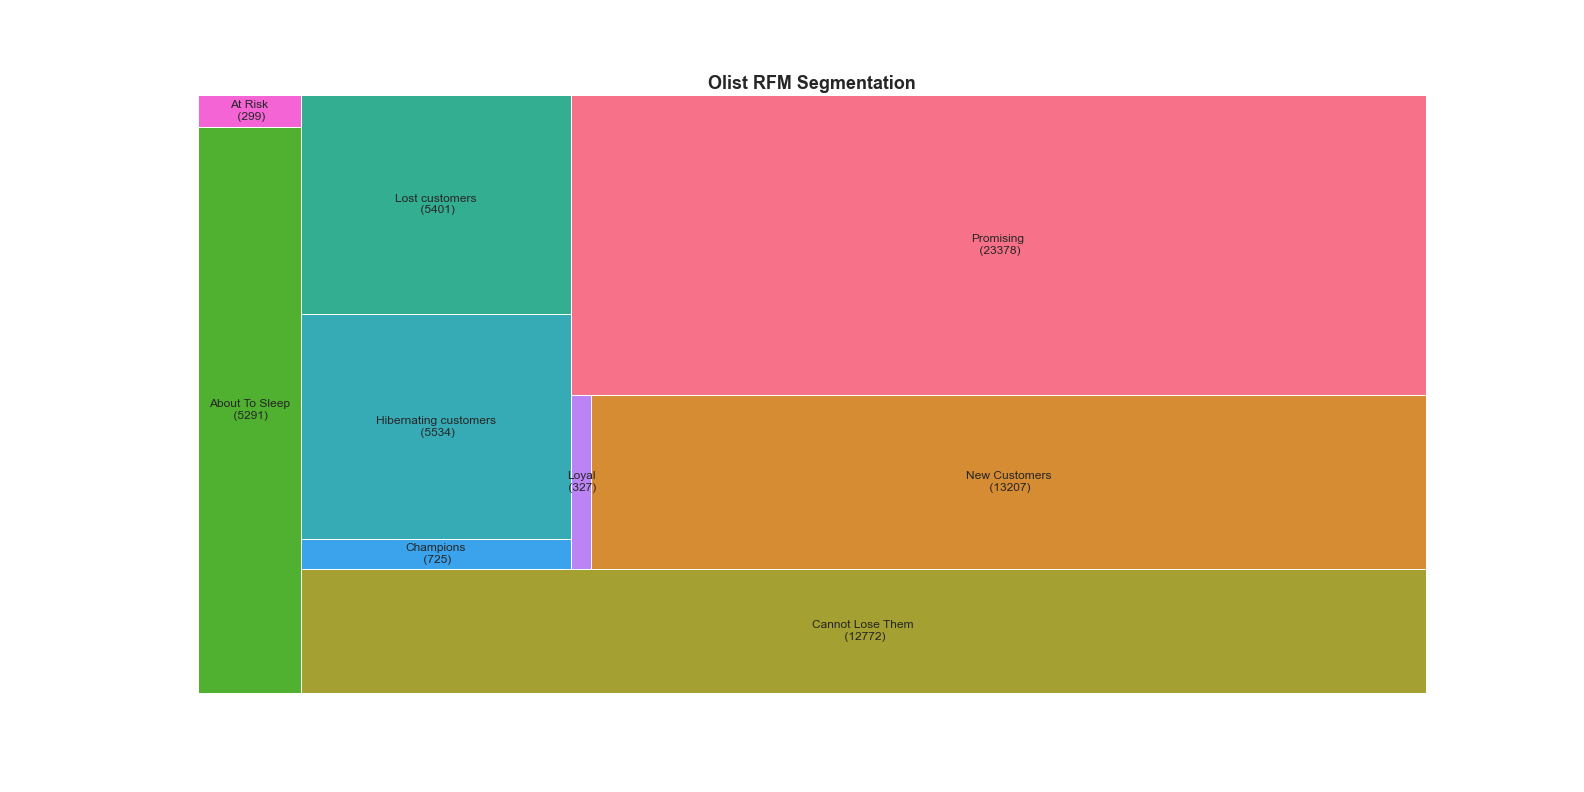 Olist RFM Segmentation
At Risk
(299)
Lost customers
(5401)
Promising
(23378)
About To Sleep
(5291)
Hibernating customers
(5534)
Loyal
(327)
New Customers
(13207)
Champions
(725)
Cannot Lose Them
(12772)